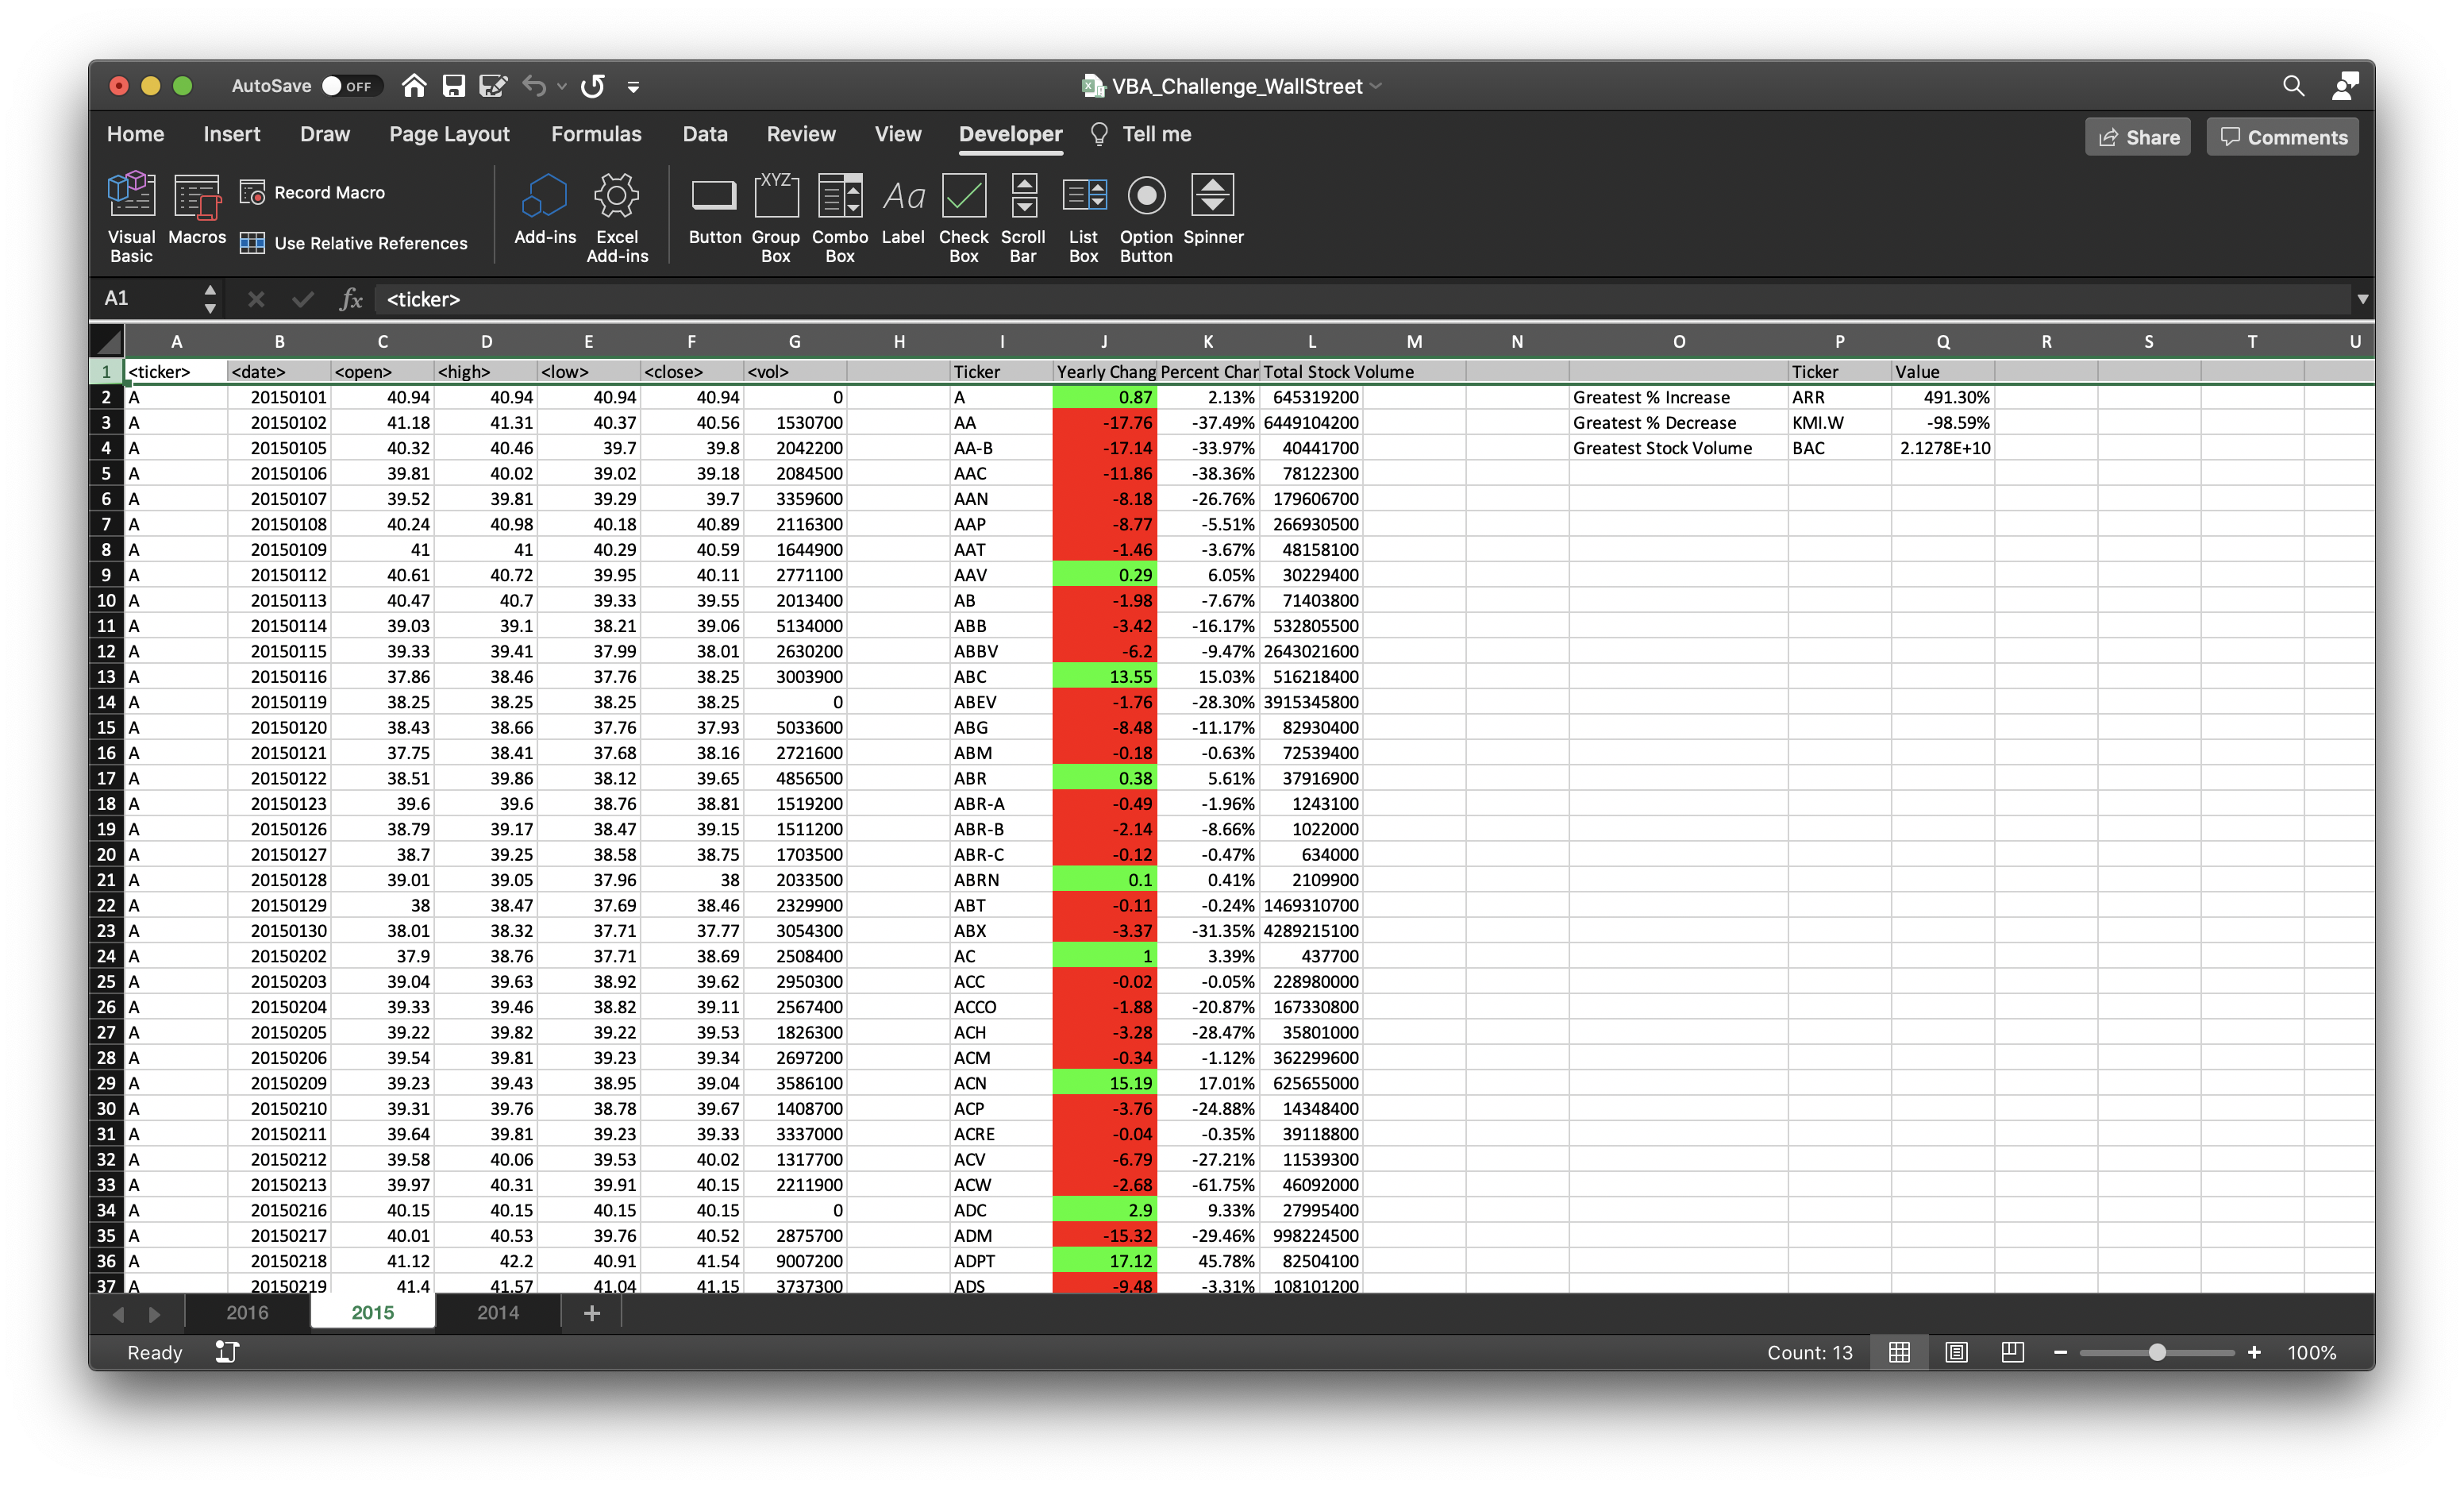 AutoSave OFF VBA_Challenge_WallStreet
Home Insert Draw Page Layout Formulas Data Review View Developer Tell me Share Comments
Visual Basic Macros Record Macro Use Relative References Add-ins Excel Add-ins Button Group Box Combo Box Label Check Box Scroll Bar List Box Option Button Spinner
A1 fx <ticker>
A B C D E F G H I J K L M N O P Q R S T U
1 <ticker> <date> <open> <high> <low> <close> <vol> Ticker Yearly Chang Percent Char Total Stock Volume Ticker Value
2 A 20150101 40.94 40.94 40.94 40.94 0 A 0.87 2.13% 645319200 Greatest % Increase ARR 491.30%
3 A 20150102 41.18 41.31 40.37 40.56 1530700 AA -17.76 -37.49% 6449104200 Greatest % Decrease KMI.W -98.59%
4 A 20150105 40.32 40.46 39.7 39.8 2042200 AA-B -17.14 -33.97% 40441700 Greatest Stock Volume BAC 2.1278E+10
5 A 20150106 39.81 40.02 39.02 39.18 2084500 AAC -11.86 -38.36% 78122300
6 A 20150107 39.52 39.81 39.29 39.7 3359600 AAN -8.18 -26.76% 179606700
7 A 20150108 40.24 40.98 40.18 40.89 2116300 AAP -8.77 -5.51% 266930500
8 A 20150109 41 41 40.29 40.59 1644900 AAT -1.46 -3.67% 48158100
9 A 20150112 40.61 40.72 39.95 40.11 2771100 AAV 0.29 6.05% 30229400
10 A 20150113 40.47 40.7 39.33 39.55 2013400 AB -1.98 -7.67% 71403800
11 A 20150114 39.03 39.1 38.21 39.06 5134000 ABB -3.42 -16.17% 532805500
12 A 20150115 39.33 39.41 37.99 38.01 2630200 ABBV -6.2 -9.47% 2643021600
13 A 20150116 37.86 38.46 37.76 38.25 3003900 ABC 13.55 15.03% 516218400
14 A 20150119 38.25 38.25 38.25 38.25 0 ABEV -1.76 -28.30% 3915345800
15 A 20150120 38.43 38.66 37.76 37.93 5033600 ABG -8.48 -11.17% 82930400
16 A 20150121 37.75 38.41 37.68 38.16 2721600 ABM -0.18 -0.63% 72539400
17 A 20150122 38.51 39.86 38.12 39.65 4856500 ABR 0.38 5.61% 37916900
18 A 20150123 39.6 39.6 38.76 38.81 1519200 ABR-A -0.49 -1.96% 1243100
19 A 20150126 38.79 39.17 38.47 39.15 1511200 ABR-B -2.14 -8.66% 1022000
20 A 20150127 38.7 39.25 38.58 38.75 1703500 ABR-C -0.12 -0.47% 634000
21 A 20150128 39.01 39.05 37.96 38 2033500 ABRN 0.1 0.41% 2109900
22 A 20150129 38 38.47 37.69 38.46 2329900 ABT -0.11 -0.24% 1469310700
23 A 20150130 38.01 38.32 37.71 37.77 3054300 ABX -3.37 -31.35% 4289215100
24 A 20150202 37.9 38.76 37.71 38.69 2508400 AC 1 3.39% 437700
25 A 20150203 39.04 39.63 38.92 39.62 2950300 ACC -0.02 -0.05% 228980000
26 A 20150204 39.33 39.46 38.82 39.11 2567400 ACCO -1.88 -20.87% 167330800
27 A 20150205 39.22 39.82 39.22 39.53 1826300 ACH -3.28 -28.47% 35801000
28 A 20150206 39.54 39.81 39.23 39.34 2697200 ACM -0.34 -1.12% 362299600
29 A 20150209 39.23 39.43 38.95 39.04 3586100 ACN 15.19 17.01% 625655000
30 A 20150210 39.31 39.76 38.78 39.67 1408700 ACP -3.76 -24.88% 14348400
31 A 20150211 39.64 39.81 39.23 39.33 3337000 ACRE -0.04 -0.35% 39118800
32 A 20150212 39.58 40.06 39.53 40.02 1317700 ACV -6.79 -27.21% 11539300
33 A 20150213 39.97 40.31 39.91 40.15 2211900 ACW -2.68 -61.75% 46092000
34 A 20150216 40.15 40.15 40.15 40.15 0 ADC 2.9 9.33% 27995400
35 A 20150217 40.01 40.53 39.76 40.52 2875700 ADM -15.32 -29.46% 998224500
36 A 20150218 41.12 42.2 40.91 41.54 9007200 ADPT 17.12 45.78% 82504100
37 A 20150219 41.4 41.57 41.04 41.15 3737300 ADS -9.48 -3.31% 108101200
2016 2015 2014 +
Ready Count: 13 100%